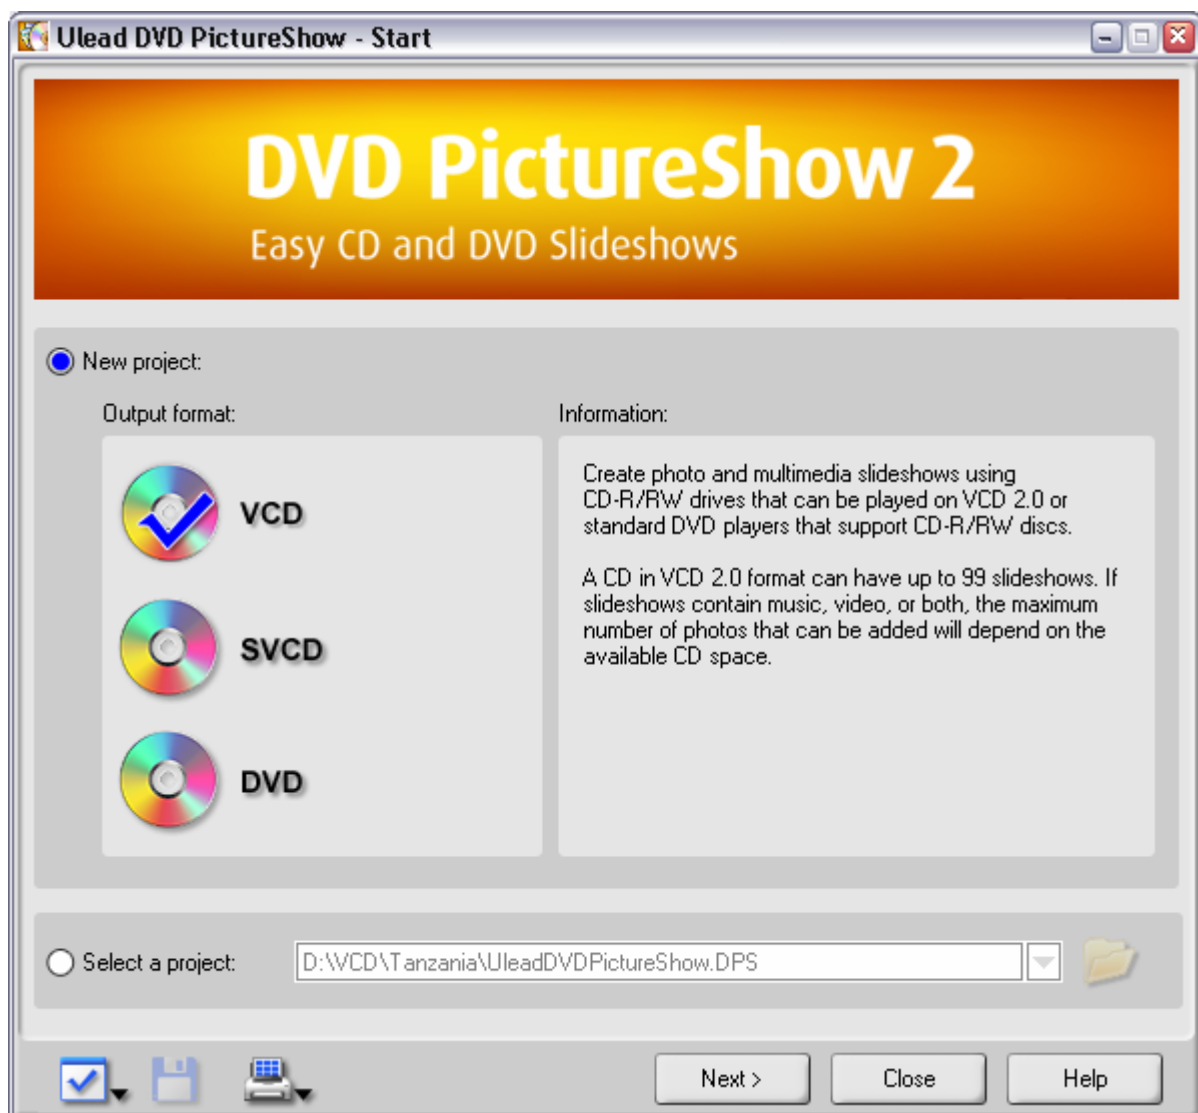 Ulead DVD PictureShow - Start
DVD PictureShow 2
Easy CD and DVD Slideshows
New project:
Output format:
Information:
VCD
SVCD
DVD
Create photo and multimedia slideshows using
CD-R/RW drives that can be played on VCD 2.0 or
standard DVD players that support CD-R/RW discs.
A CD in VCD 2.0 format can have up to 99 slideshows. If
slideshows contain music, video, or both, the maximum
number of photos that can be added will depend on the
available CD space.
Select a project:
D:\VCD\Tanzania\UleadDVDPictureShow.DPS
Next >
Close
Help